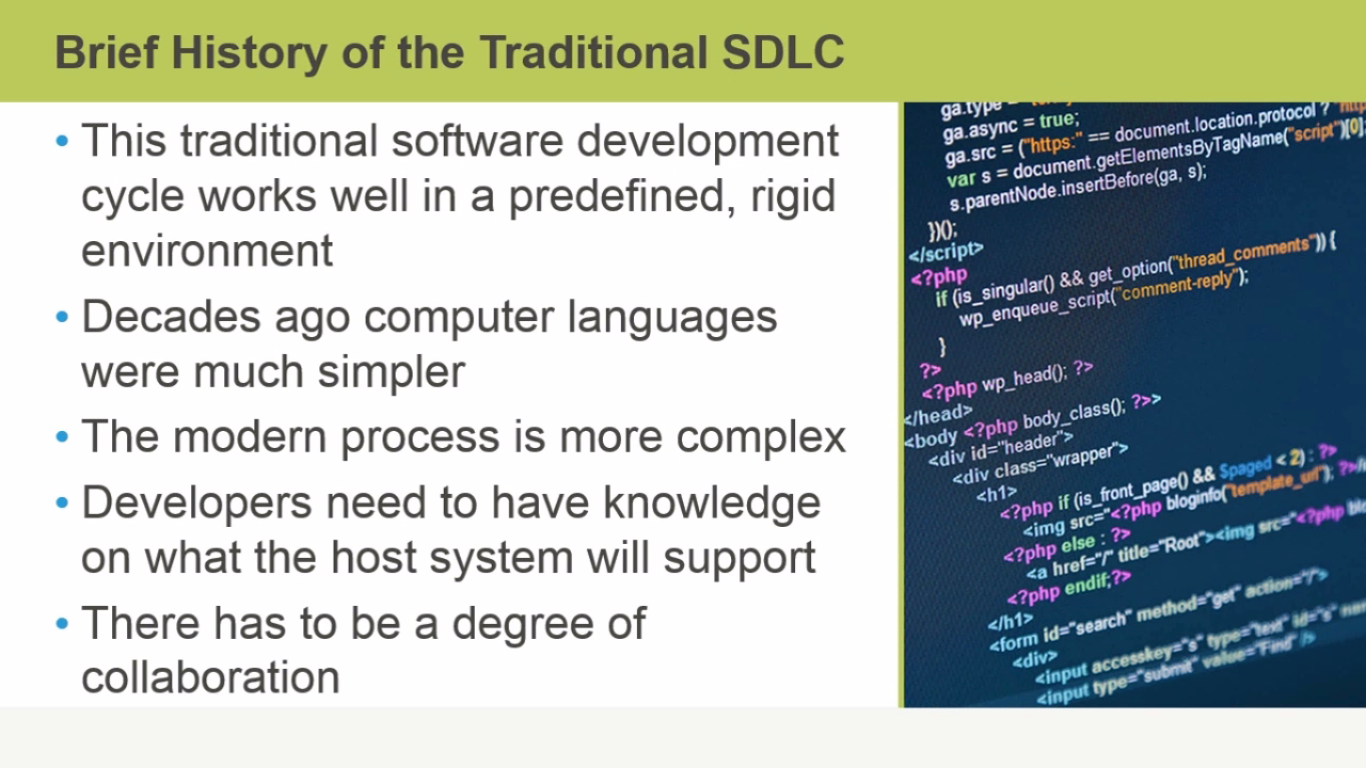 Brief History of the Traditional SDLC
• This traditional software development
cycle works well in a predefined, rigid
environment
• Decades ago computer languages
were much simpler
• The modern process is more complex
• Developers need to have knowledge
on what the host system will support
• There has to be a degree of
collaboration
ga.type =
ga.async = true;
ga.src = ("https:" == document.location.protocol ?
var s = document.getElementsByTagName("script")[0]
s.parentNode.insertBefore(ga, s);
})();
</script>
<?php
if (is_singular() && get_option("thread_comments")) {
wp_enqueue_script("comment-reply");
}
?>
<?php wp_head(); ?>
</head>
<body <?php body_class(); ?>>
<div id="header">
<div class="wrapper">
<h1>
<?php if (is_front_page() && $paged < 2) : ?>
<img src="<?php bloginfo("template_url"); ?>
<?php else : ?>
<a href="/" title="Root"><img src="<?php
<?php endif;?>
</h1>
<form id="search" method="get" action="/">
<div>
<input accesskey="s" type="text" id="s"
<input type="submit" value="Find" />